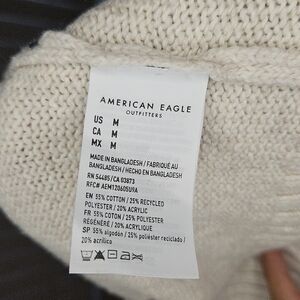 AMERICAN EAGLE
OUTFITTERS
US M
CA M
MX M
MADE IN BANGLADESH / FABRIQUÉ AU
BANGLADESH / HECHO EN BANGLADESH
RN 54485/CA 03873
RFC# AEM120605U9A
EN 55% COTTON / 25% RECYCLED
POLYESTER / 20% ACRYLIC
FR 55% COTON / 25% POLYESTER
RÉGÉNÉRÉ / 20% ACRYLIQUE
SP 55% algodón / 25% poliéster reciclado /
20% acrílico